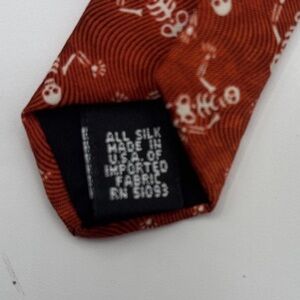 ALL SILK
MADE IN
U.S.A. OF
IMPORTED
FABRIC
RN 51093